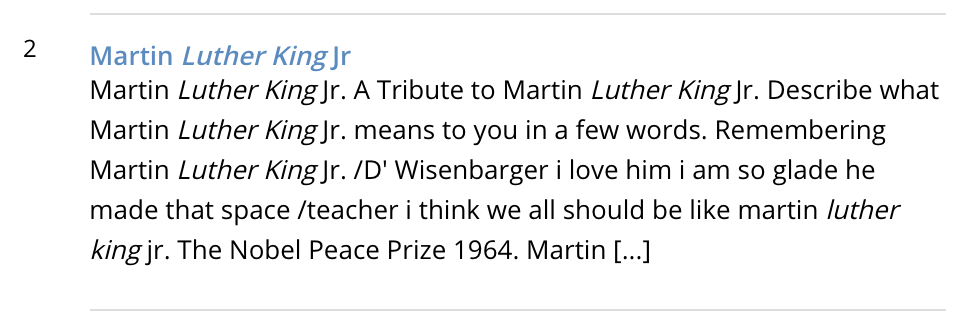 2
Martin Luther King Jr
Martin Luther King Jr. A Tribute to Martin Luther King Jr. Describe what
Martin Luther King Jr. means to you in a few words. Remembering
Martin Luther King Jr. /D' Wisenbarger i love him i am so glade he
made that space /teacher i think we all should be like martin luther
king jr. The Nobel Peace Prize 1964. Martin [...]